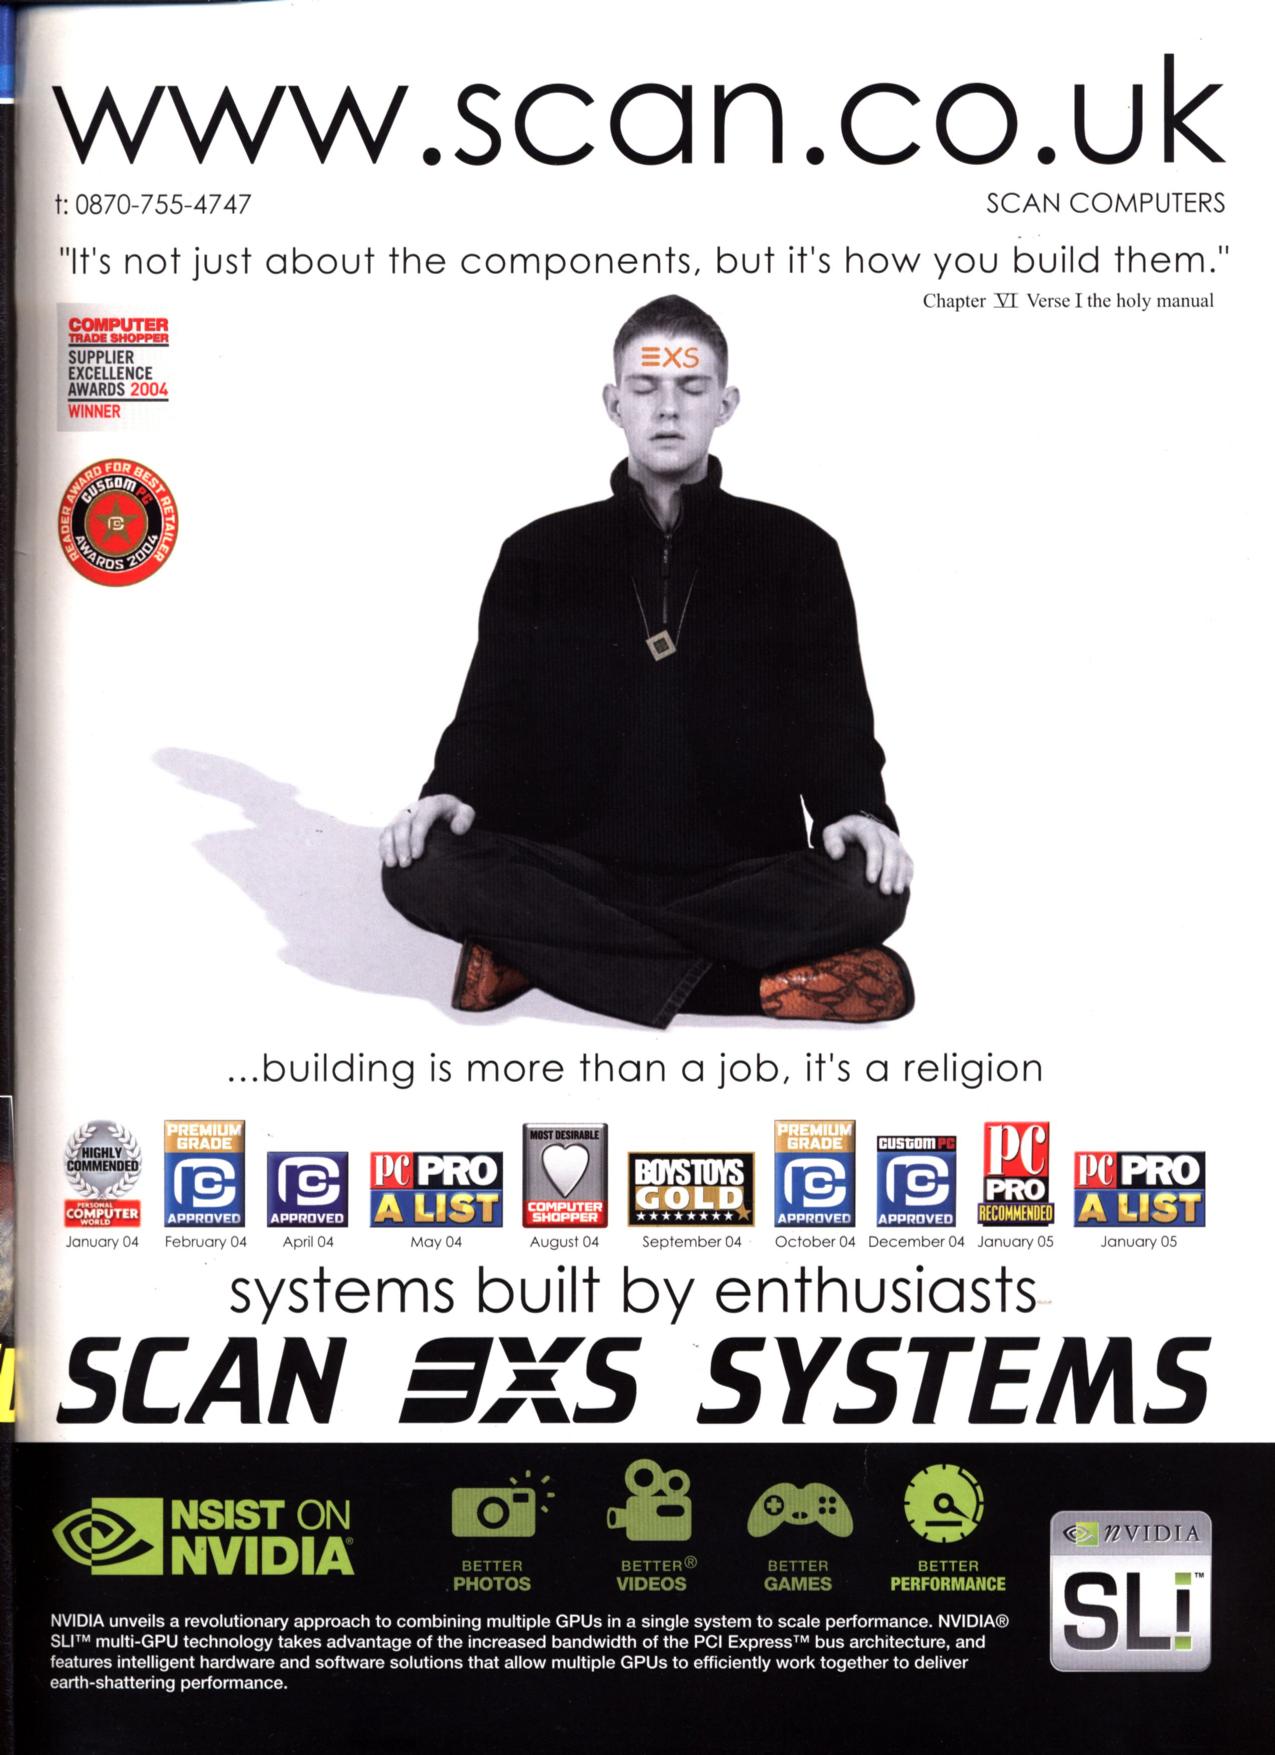 www.scan.co.uk
t: 0870-755-4747
SCAN COMPUTERS
"It's not just about the components, but it's how you build them."
Chapter VI Verse I the holy manual
COMPUTER
TRADE SHOPPER
SUPPLIER
EXCELLENCE
AWARDS 2004
WINNER
EXS
READER AWARD FOR BEST RETAILER
CUSTOM PC
AWARDS 2004
...building is more than a job, it's a religion
HIGHLY
COMMENDED
PERSONAL
COMPUTER
WORLD
January 04
PREMIUM
GRADE
PC
APPROVED
February 04
PC
APPROVED
April 04
PC PRO
A LIST
May 04
MOST DESIRABLE
COMPUTER
SHOPPER
August 04
BOYS TOYS
GOLD
September 04
PREMIUM
GRADE
PC
APPROVED
October 04
CUSTOM PC
PC
APPROVED
December 04
PC
PRO
RECOMMENDED
January 05
PC PRO
A LIST
January 05
systems built by enthusiasts
SCAN EXS SYSTEMS
NSIST ON
NVIDIA®
BETTER
PHOTOS
BETTER®
VIDEOS
BETTER
GAMES
BETTER
PERFORMANCE
nVIDIA
SLi™
NVIDIA unveils a revolutionary approach to combining multiple GPUs in a single system to scale performance. NVIDIA®
SLI™ multi-GPU technology takes advantage of the increased bandwidth of the PCI Express™ bus architecture, and
features intelligent hardware and software solutions that allow multiple GPUs to efficiently work together to deliver
earth-shattering performance.